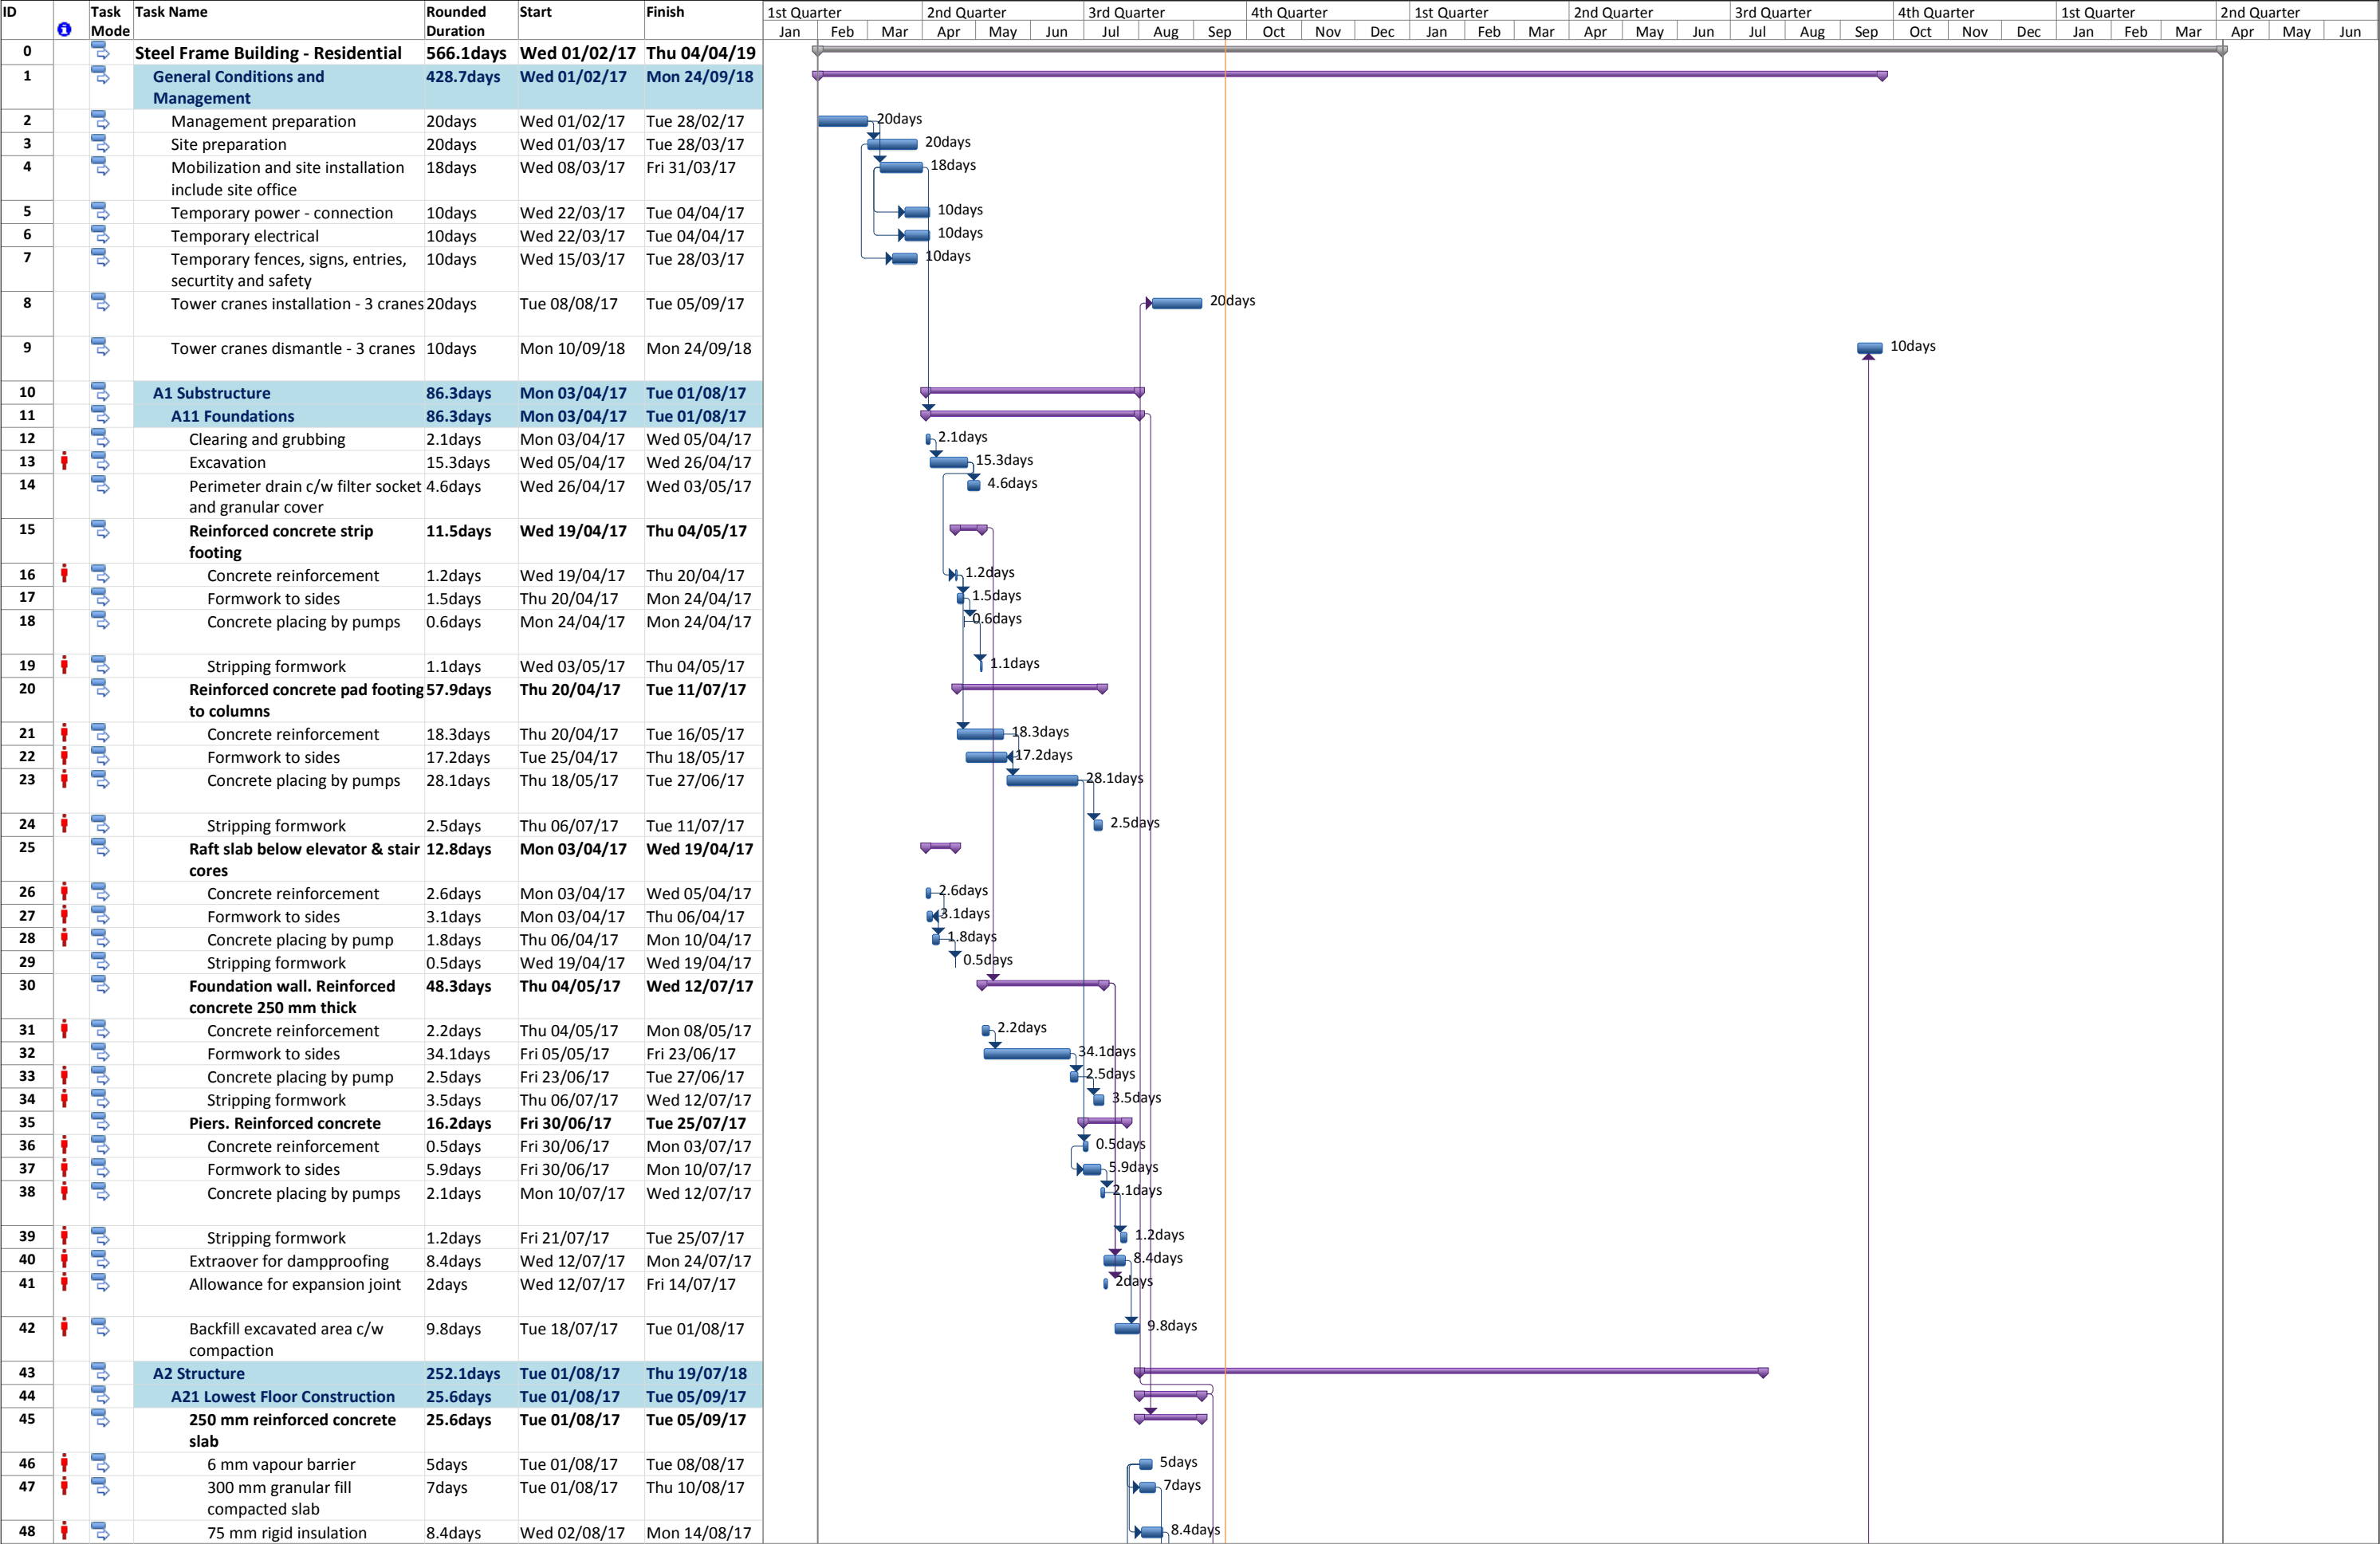 ID Task Mode Task Name Rounded Duration Start Finish
1st Quarter 2nd Quarter 3rd Quarter 4th Quarter 1st Quarter 2nd Quarter 3rd Quarter 4th Quarter 1st Quarter 2nd Quarter
Jan Feb Mar Apr May Jun Jul Aug Sep Oct Nov Dec Jan Feb Mar Apr May Jun Jul Aug Sep Oct Nov Dec Jan Feb Mar Apr May Jun
0 Steel Frame Building - Residential 566.1days Wed 01/02/17 Thu 04/04/19
1 General Conditions and 428.7days Wed 01/02/17 Mon 24/09/18
Management
2 Management preparation 20days Wed 01/02/17 Tue 28/02/17 20days
3 Site preparation 20days Wed 01/03/17 Tue 28/03/17 20days
4 Mobilization and site installation 18days Wed 08/03/17 Fri 31/03/17 18days
include site office
5 Temporary power - connection 10days Wed 22/03/17 Tue 04/04/17 10days
6 Temporary electrical 10days Wed 22/03/17 Tue 04/04/17 10days
7 Temporary fences, signs, entries, 10days Wed 15/03/17 Tue 28/03/17 10days
securtity and safety
8 Tower cranes installation - 3 cranes 20days Tue 08/08/17 Tue 05/09/17 20days
9 Tower cranes dismantle - 3 cranes 10days Mon 10/09/18 Mon 24/09/18 10days
10 A1 Substructure 86.3days Mon 03/04/17 Tue 01/08/17
11 A11 Foundations 86.3days Mon 03/04/17 Tue 01/08/17
12 Clearing and grubbing 2.1days Mon 03/04/17 Wed 05/04/17 2.1days
13 Excavation 15.3days Wed 05/04/17 Wed 26/04/17 15.3days
14 Perimeter drain c/w filter socket 4.6days Wed 26/04/17 Wed 03/05/17 4.6days
and granular cover
15 Reinforced concrete strip 11.5days Wed 19/04/17 Thu 04/05/17
footing
16 Concrete reinforcement 1.2days Wed 19/04/17 Thu 20/04/17 1.2days
17 Formwork to sides 1.5days Thu 20/04/17 Mon 24/04/17 1.5days
18 Concrete placing by pumps 0.6days Mon 24/04/17 Mon 24/04/17 0.6days
19 Stripping formwork 1.1days Wed 03/05/17 Thu 04/05/17 1.1days
20 Reinforced concrete pad footing 57.9days Thu 20/04/17 Tue 11/07/17
to columns
21 Concrete reinforcement 18.3days Thu 20/04/17 Tue 16/05/17 18.3days
22 Formwork to sides 17.2days Tue 25/04/17 Thu 18/05/17 17.2days
23 Concrete placing by pumps 28.1days Thu 18/05/17 Tue 27/06/17 28.1days
24 Stripping formwork 2.5days Thu 06/07/17 Tue 11/07/17 2.5days
25 Raft slab below elevator & stair 12.8days Mon 03/04/17 Wed 19/04/17
cores
26 Concrete reinforcement 2.6days Mon 03/04/17 Wed 05/04/17 2.6days
27 Formwork to sides 3.1days Mon 03/04/17 Thu 06/04/17 3.1days
28 Concrete placing by pump 1.8days Thu 06/04/17 Mon 10/04/17 1.8days
29 Stripping formwork 0.5days Wed 19/04/17 Wed 19/04/17 0.5days
30 Foundation wall. Reinforced 48.3days Thu 04/05/17 Wed 12/07/17
concrete 250 mm thick
31 Concrete reinforcement 2.2days Thu 04/05/17 Mon 08/05/17 2.2days
32 Formwork to sides 34.1days Fri 05/05/17 Fri 23/06/17 34.1days
33 Concrete placing by pump 2.5days Fri 23/06/17 Tue 27/06/17 2.5days
34 Stripping formwork 3.5days Thu 06/07/17 Wed 12/07/17 3.5days
35 Piers. Reinforced concrete 16.2days Fri 30/06/17 Tue 25/07/17
36 Concrete reinforcement 0.5days Fri 30/06/17 Mon 03/07/17 0.5days
37 Formwork to sides 5.9days Fri 30/06/17 Mon 10/07/17 5.9days
38 Concrete placing by pumps 2.1days Mon 10/07/17 Wed 12/07/17 2.1days
39 Stripping formwork 1.2days Fri 21/07/17 Tue 25/07/17 1.2days
40 Extraover for dampproofing 8.4days Wed 12/07/17 Mon 24/07/17 8.4days
41 Allowance for expansion joint 2days Wed 12/07/17 Fri 14/07/17 2days
42 Backfill excavated area c/w 9.8days Tue 18/07/17 Tue 01/08/17 9.8days
compaction
43 A2 Structure 252.1days Tue 01/08/17 Thu 19/07/18
44 A21 Lowest Floor Construction 25.6days Tue 01/08/17 Tue 05/09/17
45 250 mm reinforced concrete 25.6days Tue 01/08/17 Tue 05/09/17
slab
46 6 mm vapour barrier 5days Tue 01/08/17 Tue 08/08/17 5days
47 300 mm granular fill 7days Tue 01/08/17 Thu 10/08/17 7days
compacted slab
48 75 mm rigid insulation 8.4days Wed 02/08/17 Mon 14/08/17 8.4days